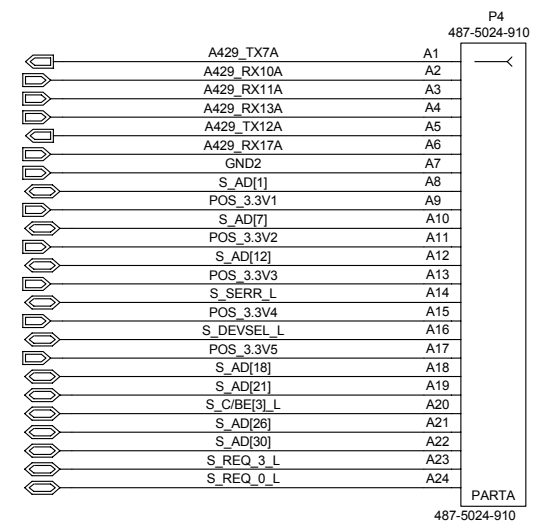 P4
487-5024-910
A429_TX7A A1
A429_RX10A A2
A429_RX11A A3
A429_RX13A A4
A429_TX12A A5
A429_RX17A A6
GND2 A7
S_AD[1] A8
POS_3.3V1 A9
S_AD[7] A10
POS_3.3V2 A11
S_AD[12] A12
POS_3.3V3 A13
S_SERR_L A14
POS_3.3V4 A15
S_DEVSEL_L A16
POS_3.3V5 A17
S_AD[18] A18
S_AD[21] A19
S_C/BE[3]_L A20
S_AD[26] A21
S_AD[30] A22
S_REQ_3_L A23
S_REQ_0_L A24
PARTA
487-5024-910